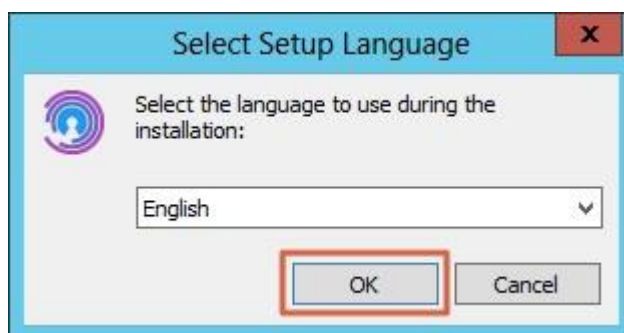 Select Setup Language
x
Select the language to use during the
installation:
English
OK
Cancel